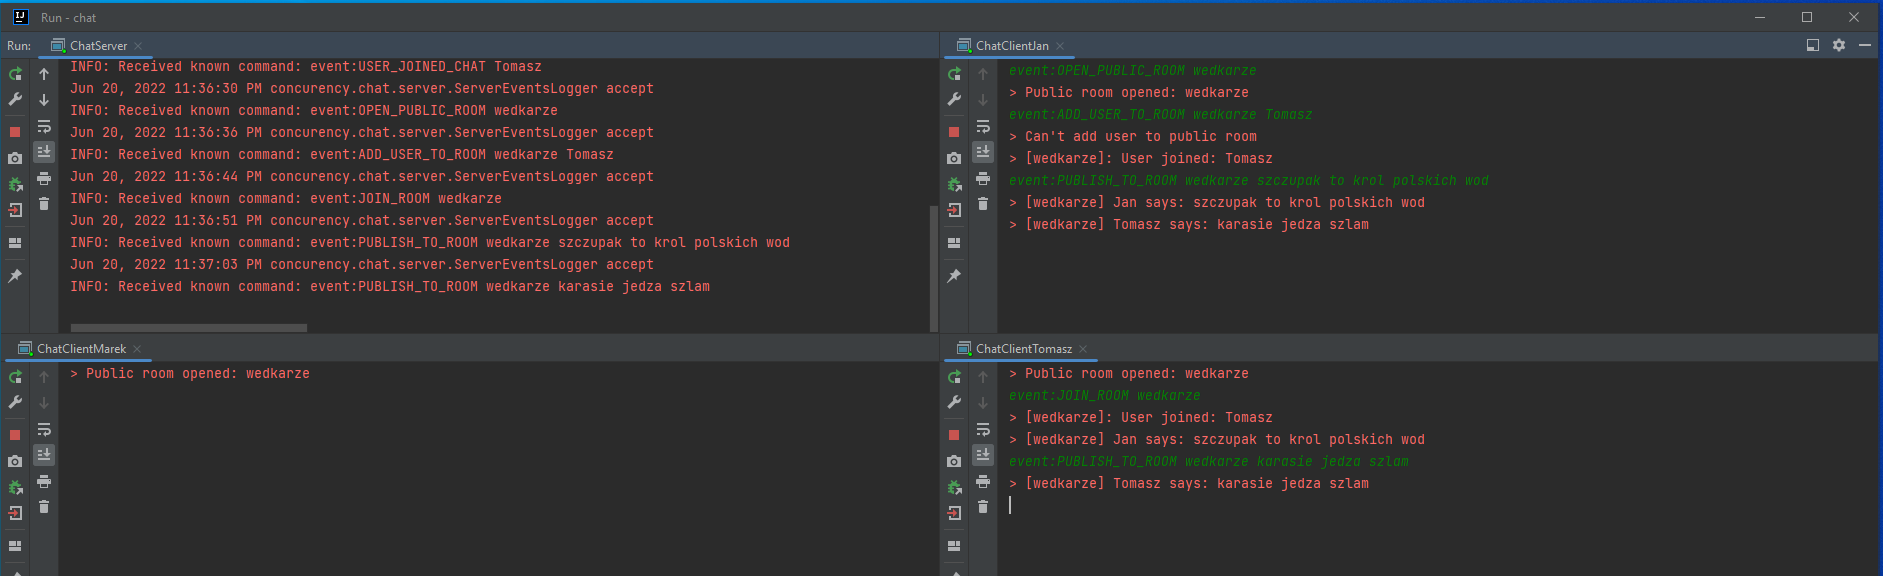 Run - chat
Run:
ChatServer
INFO: Received known command: event:USER_JOINED_CHAT Tomasz
Jun 20, 2022 11:36:30 PM concurency.chat.server.ServerEventsLogger accept
INFO: Received known command: event:OPEN_PUBLIC_ROOM wedkarze
Jun 20, 2022 11:36:36 PM concurency.chat.server.ServerEventsLogger accept
INFO: Received known command: event:ADD_USER_TO_ROOM wedkarze Tomasz
Jun 20, 2022 11:36:44 PM concurency.chat.server.ServerEventsLogger accept
INFO: Received known command: event:JOIN_ROOM wedkarze
Jun 20, 2022 11:36:51 PM concurency.chat.server.ServerEventsLogger accept
INFO: Received known command: event:PUBLISH_TO_ROOM wedkarze szczupak to krol polskich wod
Jun 20, 2022 11:37:03 PM concurency.chat.server.ServerEventsLogger accept
INFO: Received known command: event:PUBLISH_TO_ROOM wedkarze karasie jedza szlam
ChatClientJan
event:OPEN_PUBLIC_ROOM wedkarze
> Public room opened: wedkarze
event:ADD_USER_TO_ROOM wedkarze Tomasz
> Can't add user to public room
> [wedkarze]: User joined: Tomasz
event:PUBLISH_TO_ROOM wedkarze szczupak to krol polskich wod
> [wedkarze] Jan says: szczupak to krol polskich wod
> [wedkarze] Tomasz says: karasie jedza szlam
ChatClientMarek
> Public room opened: wedkarze
ChatClientTomasz
> Public room opened: wedkarze
event:JOIN_ROOM wedkarze
> [wedkarze]: User joined: Tomasz
> [wedkarze] Jan says: szczupak to krol polskich wod
event:PUBLISH_TO_ROOM wedkarze karasie jedza szlam
> [wedkarze] Tomasz says: karasie jedza szlam